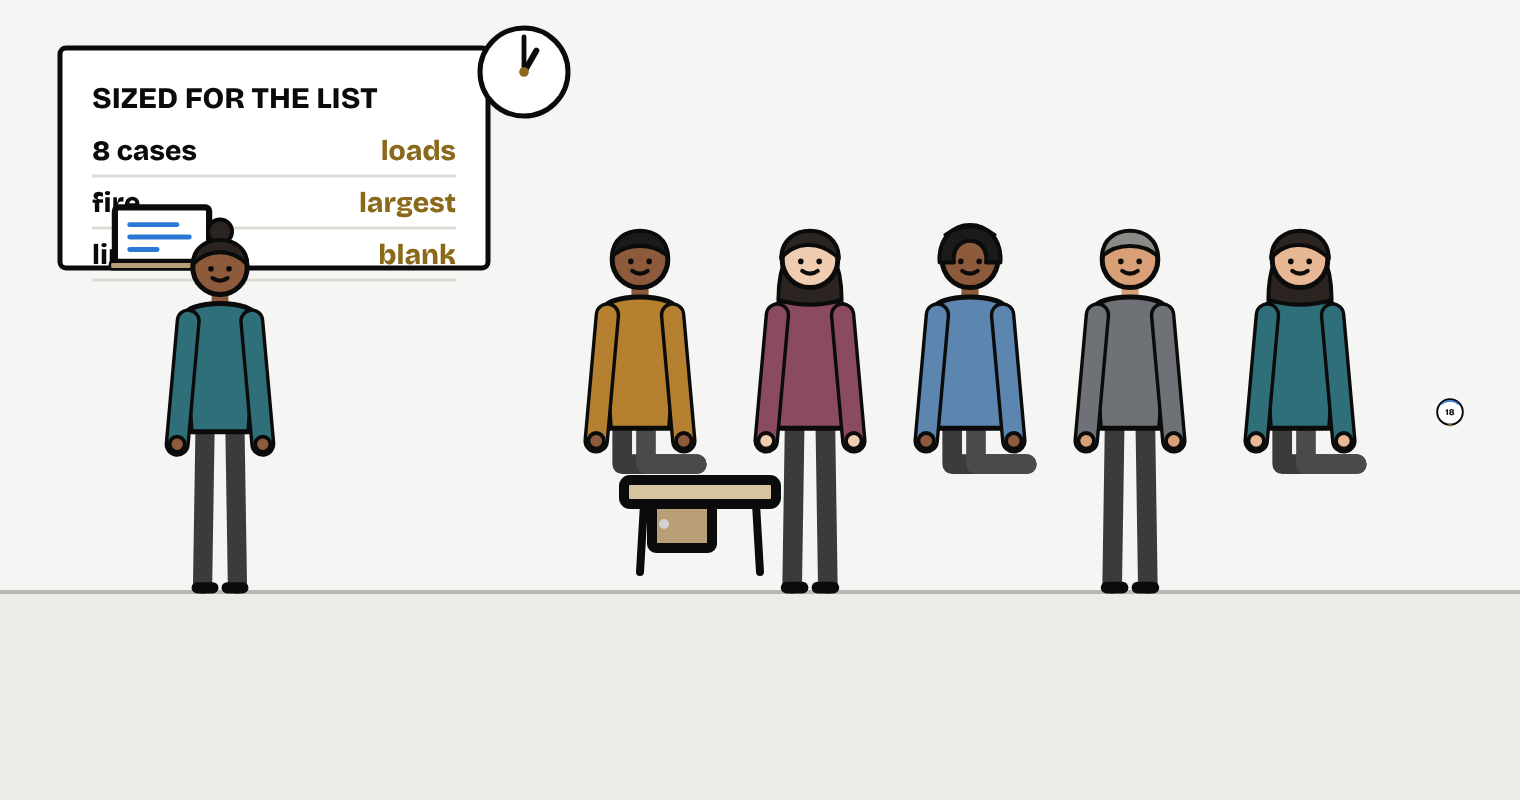 SIZED FOR THE LIST
8 cases loads
fire largest
blank
18